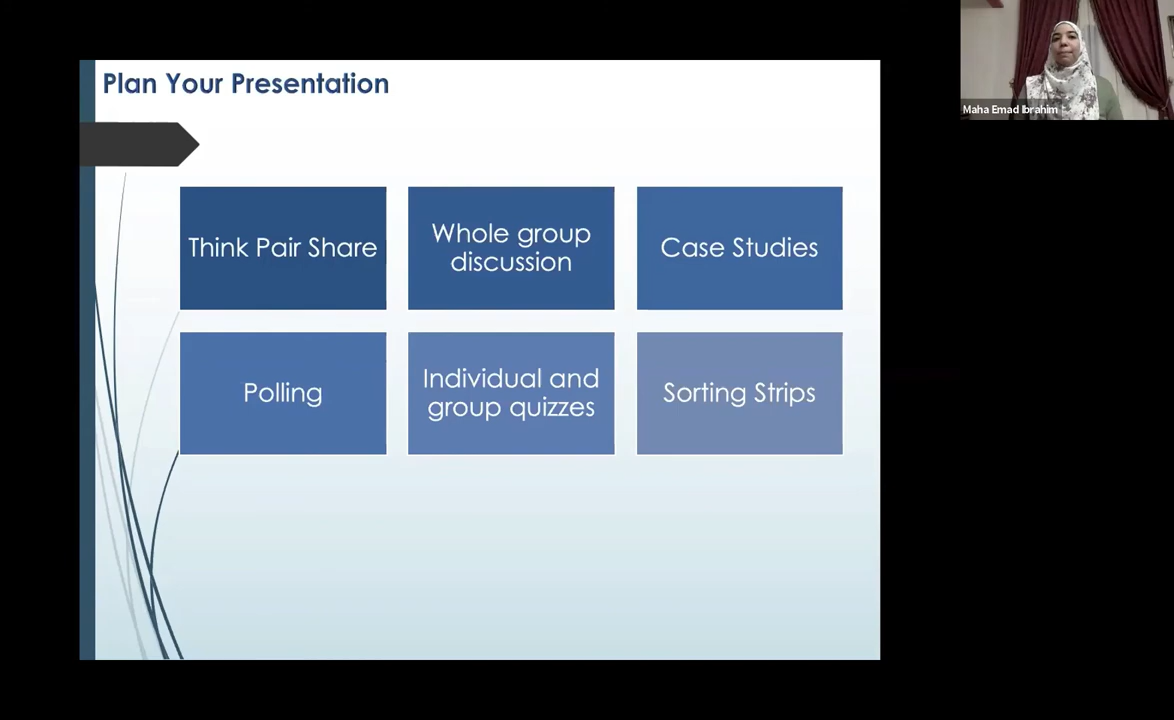 Plan Your Presentation
Maha Emad Ibrahim
Think Pair Share
Whole group
discussion
Case Studies
Polling
Individual and
group quizzes
Sorting Strips